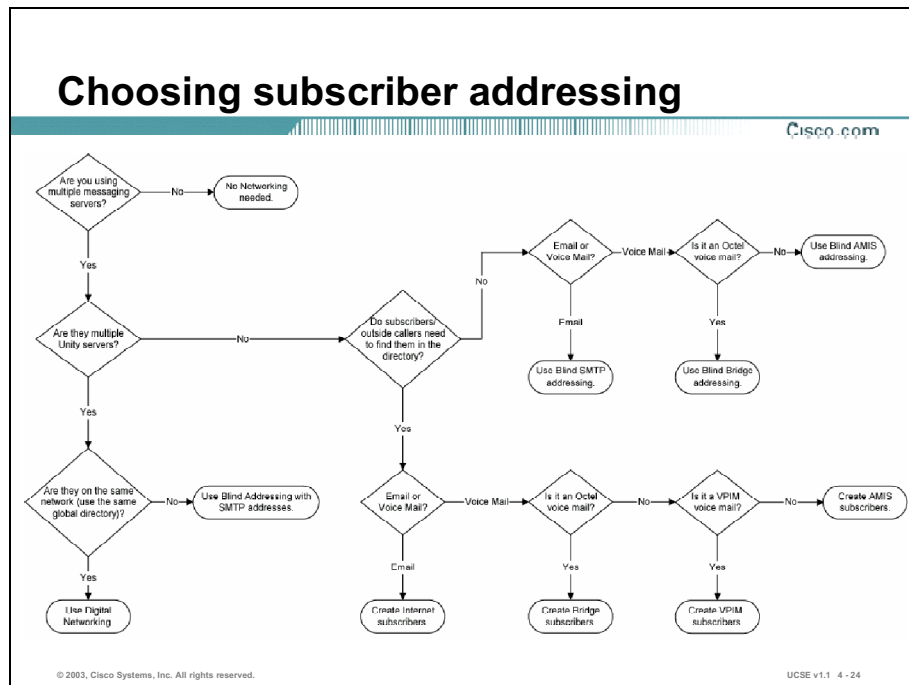 Choosing subscriber addressing
Cisco.com
Are you using
multiple messaging
servers?
No
No Networking
needed.
Yes
Are they multiple
Unity servers?
No
Yes
Are they on the same
network (use the same
global directory)?
No
Use Blind Addressing with
SMTP addresses.
Yes
Use Digital
Networking
Do subscribers/
outside callers need
to find them in the
directory?
No
Email or
Voice Mail?
Voice Mail
Is it an Octel
voice mail?
No
Use Blind AMIS
addressing.
Email
Use Blind SMTP
addressing.
Yes
Use Blind Bridge
addressing.
Yes
Email or
Voice Mail?
Voice Mail
Is it an Octel
voice mail?
No
Is it a VPIM
voice mail?
No
Create AMIS
subscribers.
Email
Create Internet
subscribers
Yes
Create Bridge
subscribers
Yes
Create VPIM
subscribers
© 2003, Cisco Systems, Inc. All rights reserved.
UCSE v1.1 4 - 24